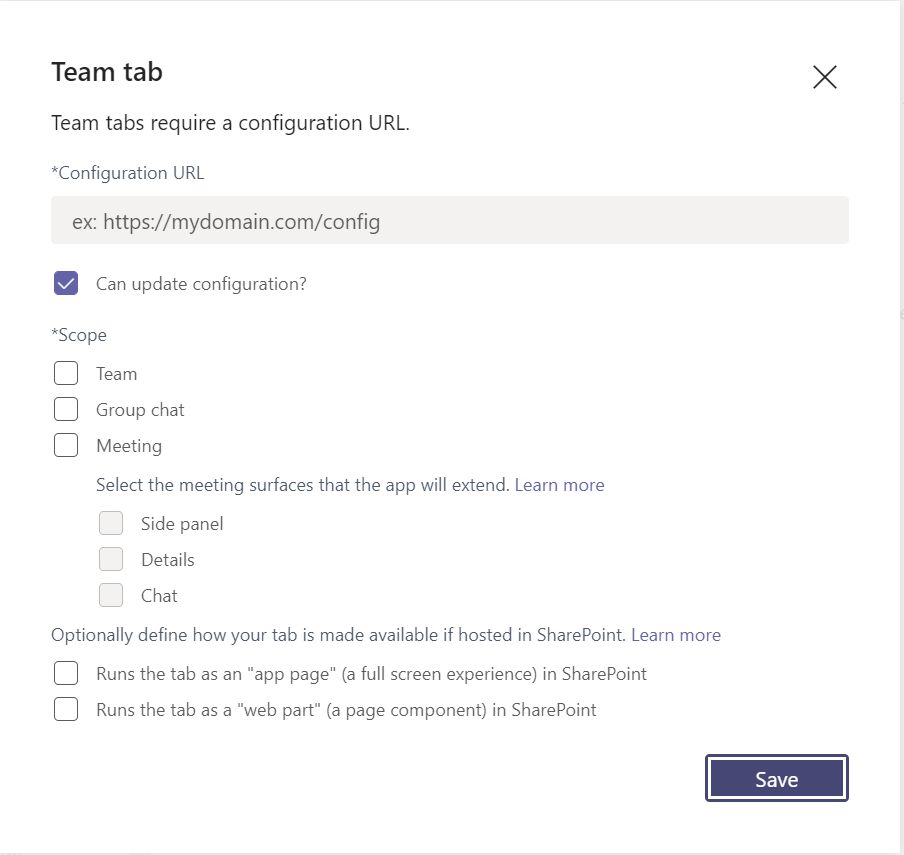 Team tab
Team tabs require a configuration URL.
*Configuration URL
ex: https://mydomain.com/config
Can update configuration?
*Scope
Team
Group chat
Meeting
Select the meeting surfaces that the app will extend. Learn more
Side panel
Details
Chat
Optionally define how your tab is made available if hosted in SharePoint. Learn more
Runs the tab as an "app page" (a full screen experience) in SharePoint
Runs the tab as a "web part" (a page component) in SharePoint
Save